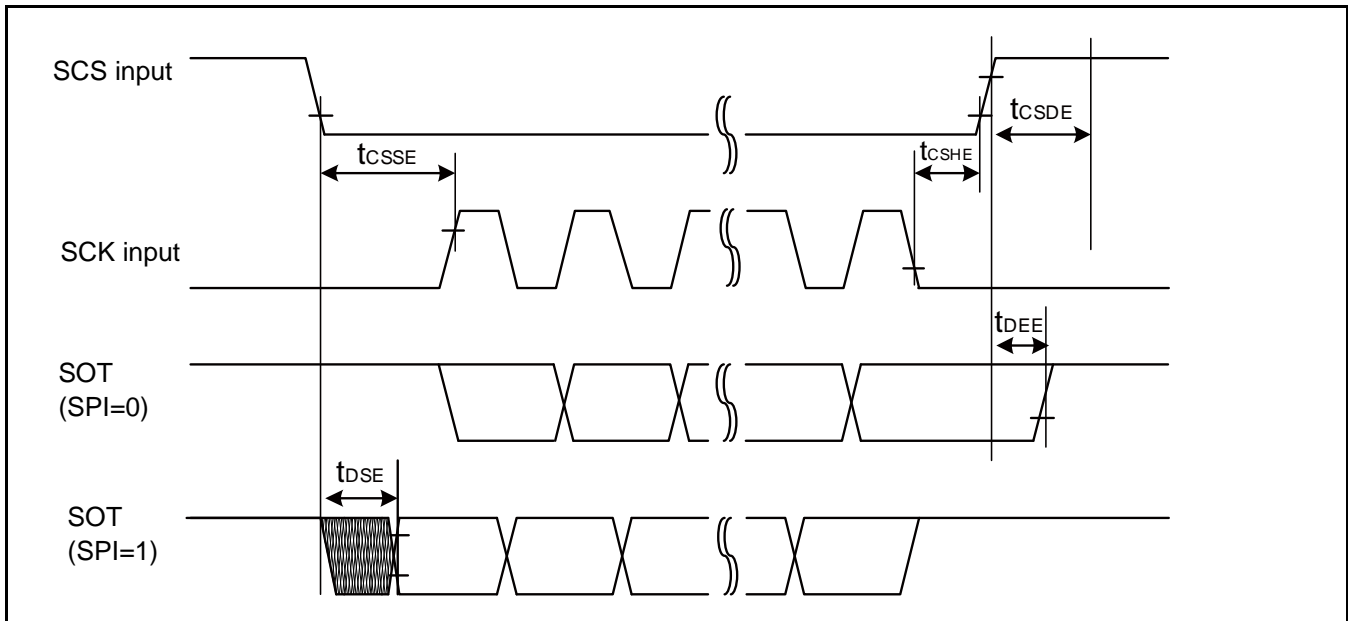 SCS input
tCSDE
tCSSE
tCSHE
SCK input
tDEE
SOT
(SPI=0)
tDSE
SOT
(SPI=1)